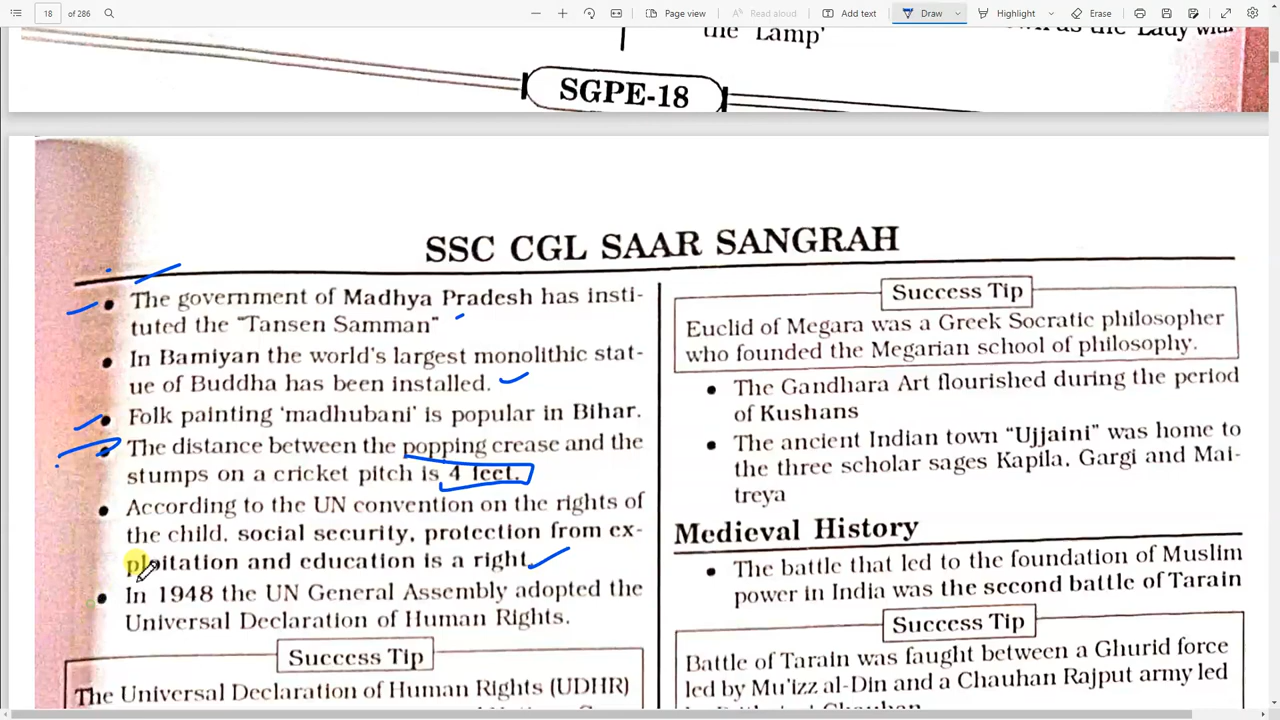 18 of 286
Page view
Read aloud
Add text
Draw
Highlight
Erase
the 'Lamp'
as the 'Lady with
SGPE-18
SSC CGL SAAR SANGRAH
The government of Madhya Pradesh has insti-
tuted the "Tansen Samman"
In Bamiyan the world's largest monolithic stat-
ue of Buddha has been installed.
Folk painting 'madhubani' is popular in Bihar.
The distance between the popping crease and the
stumps on a cricket pitch is 4 feet.
According to the UN convention on the rights of
the child, social security, protection from ex-
ploitation and education is a right.
In 1948 the UN General Assembly adopted the
Universal Declaration of Human Rights.
Success Tip
The Universal Declaration of Human Rights (UDHR)
Success Tip
Euclid of Megara was a Greek Socratic philosopher
who founded the Megarian school of philosophy.
The Gandhara Art flourished during the period
of Kushans
The ancient Indian town "Ujjaini" was home to
the three scholar sages Kapila, Gargi and Mai-
treya
Medieval History
The battle that led to the foundation of Muslim
power in India was the second battle of Tarain
Success Tip
Battle of Tarain was fought between a Ghurid force
led by Mu'izz al-Din and a Chauhan Rajput army led